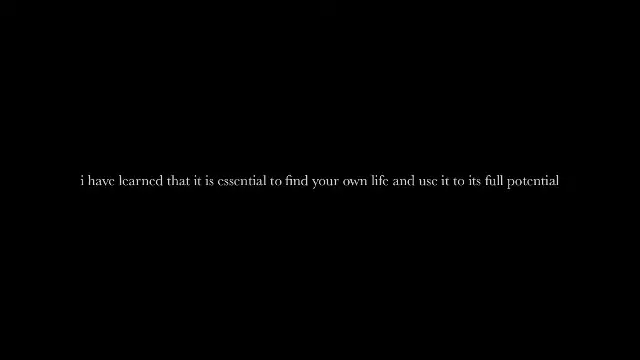 i have learned that it is essential to find your own life and use it to its full potential